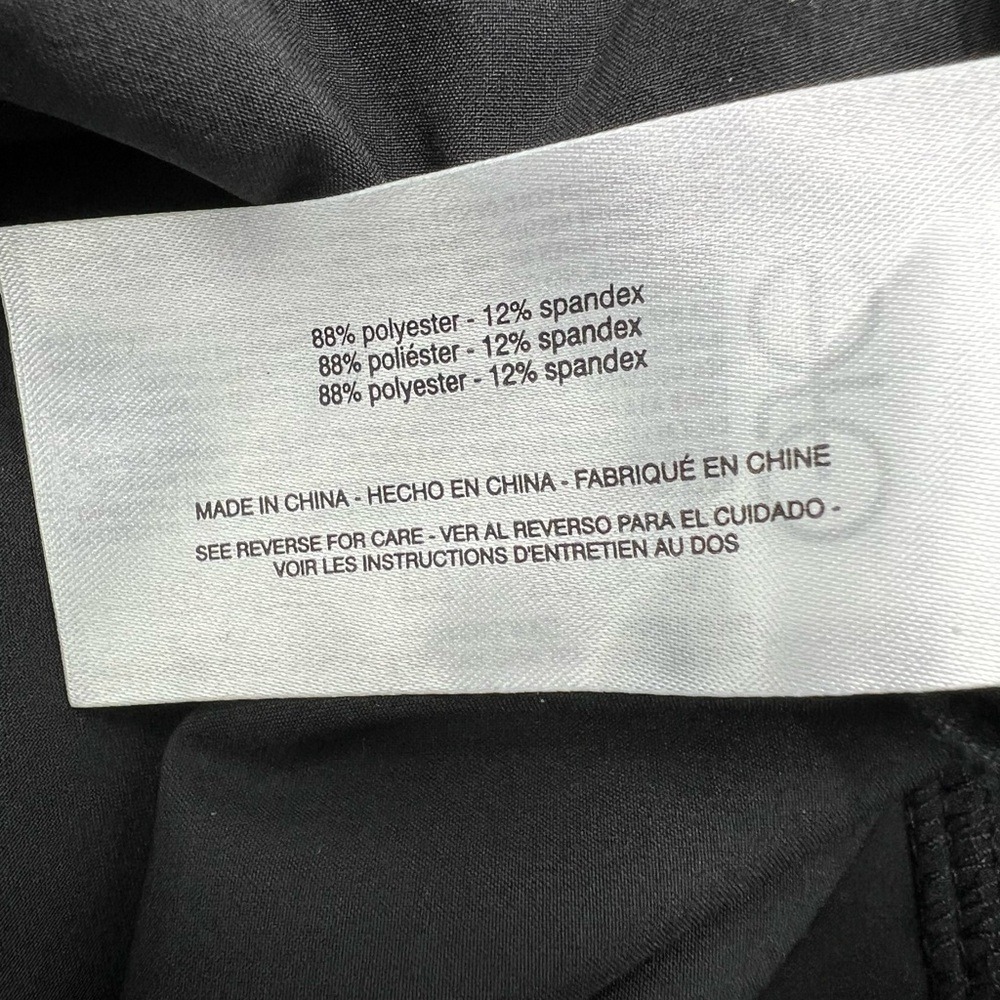 88% polyester - 12% spandex
88% poliéster - 12% spandex
88% polyester - 12% spandex
MADE IN CHINA - HECHO EN CHINA - FABRIQUÉ EN CHINE
SEE REVERSE FOR CARE - VER AL REVERSO PARA EL CUIDADO -
VOIR LES INSTRUCTIONS D'ENTRETIEN AU DOS